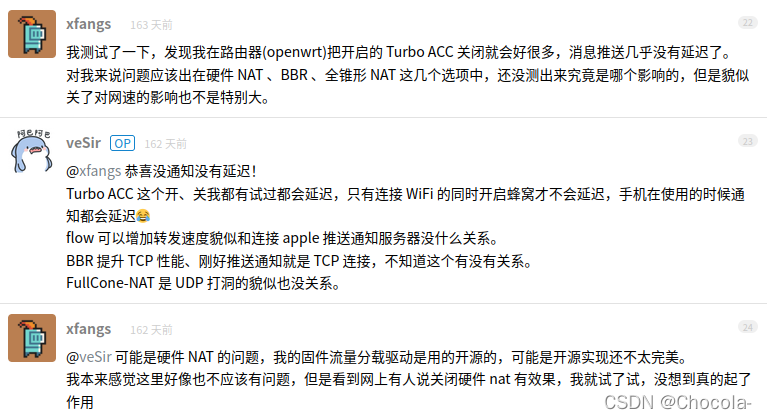 xfangs 163 天前 22
我测试了一下，发现我在路由器(openwrt)把开启的 Turbo ACC 关闭就会好很多，消息推送几乎没有延迟了。
对我来说问题应该出在硬件 NAT 、BBR 、全锥形 NAT 这几个选项中，还没测出来究竟是哪个影响的，但是貌似
关了对网速的影响也不是特别大。
阿巴阿巴
veSir OP 162 天前 23
@xfangs 恭喜没通知没有延迟！
Turbo ACC 这个开、关我都有试过都会延迟，只有连接 WiFi 的同时开启蜂窝才不会延迟，手机在使用的时候通
知都会延迟😂
flow 可以增加转发速度貌似和连接 apple 推送通知服务器没什么关系。
BBR 提升 TCP 性能、刚好推送通知就是 TCP 连接，不知道这个有没有关系。
FullCone-NAT 是 UDP 打洞的貌似也没关系。
xfangs 162 天前 24
@veSir 可能是硬件 NAT 的问题，我的固件流量分载驱动是用的开源的，可能是开源实现还不太完美。
我本来感觉这里好像也不应该有问题，但是看到网上有人说关闭硬件 nat 有效果，我就试了试，没想到真的起了
作用
CSDN @Chocola-